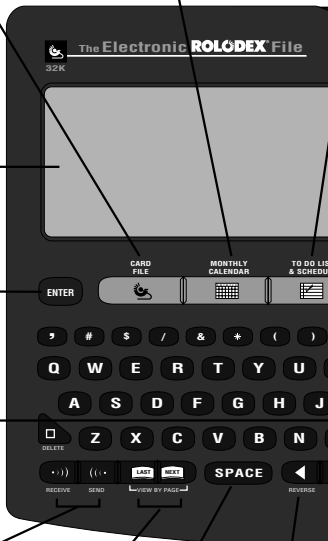 The Electronic ROLODEX File
32K
CARD FILE
MONTHLY CALENDAR
TO DO LIS
& SCHEDU
ENTER
, # $ / & * ( )
Q W E R T Y U
A S D F G H J
DELETE
Z X C V B N
LAST NEXT
SPACE
RECEIVE SEND
VIEW BY PAGE
REVERSE